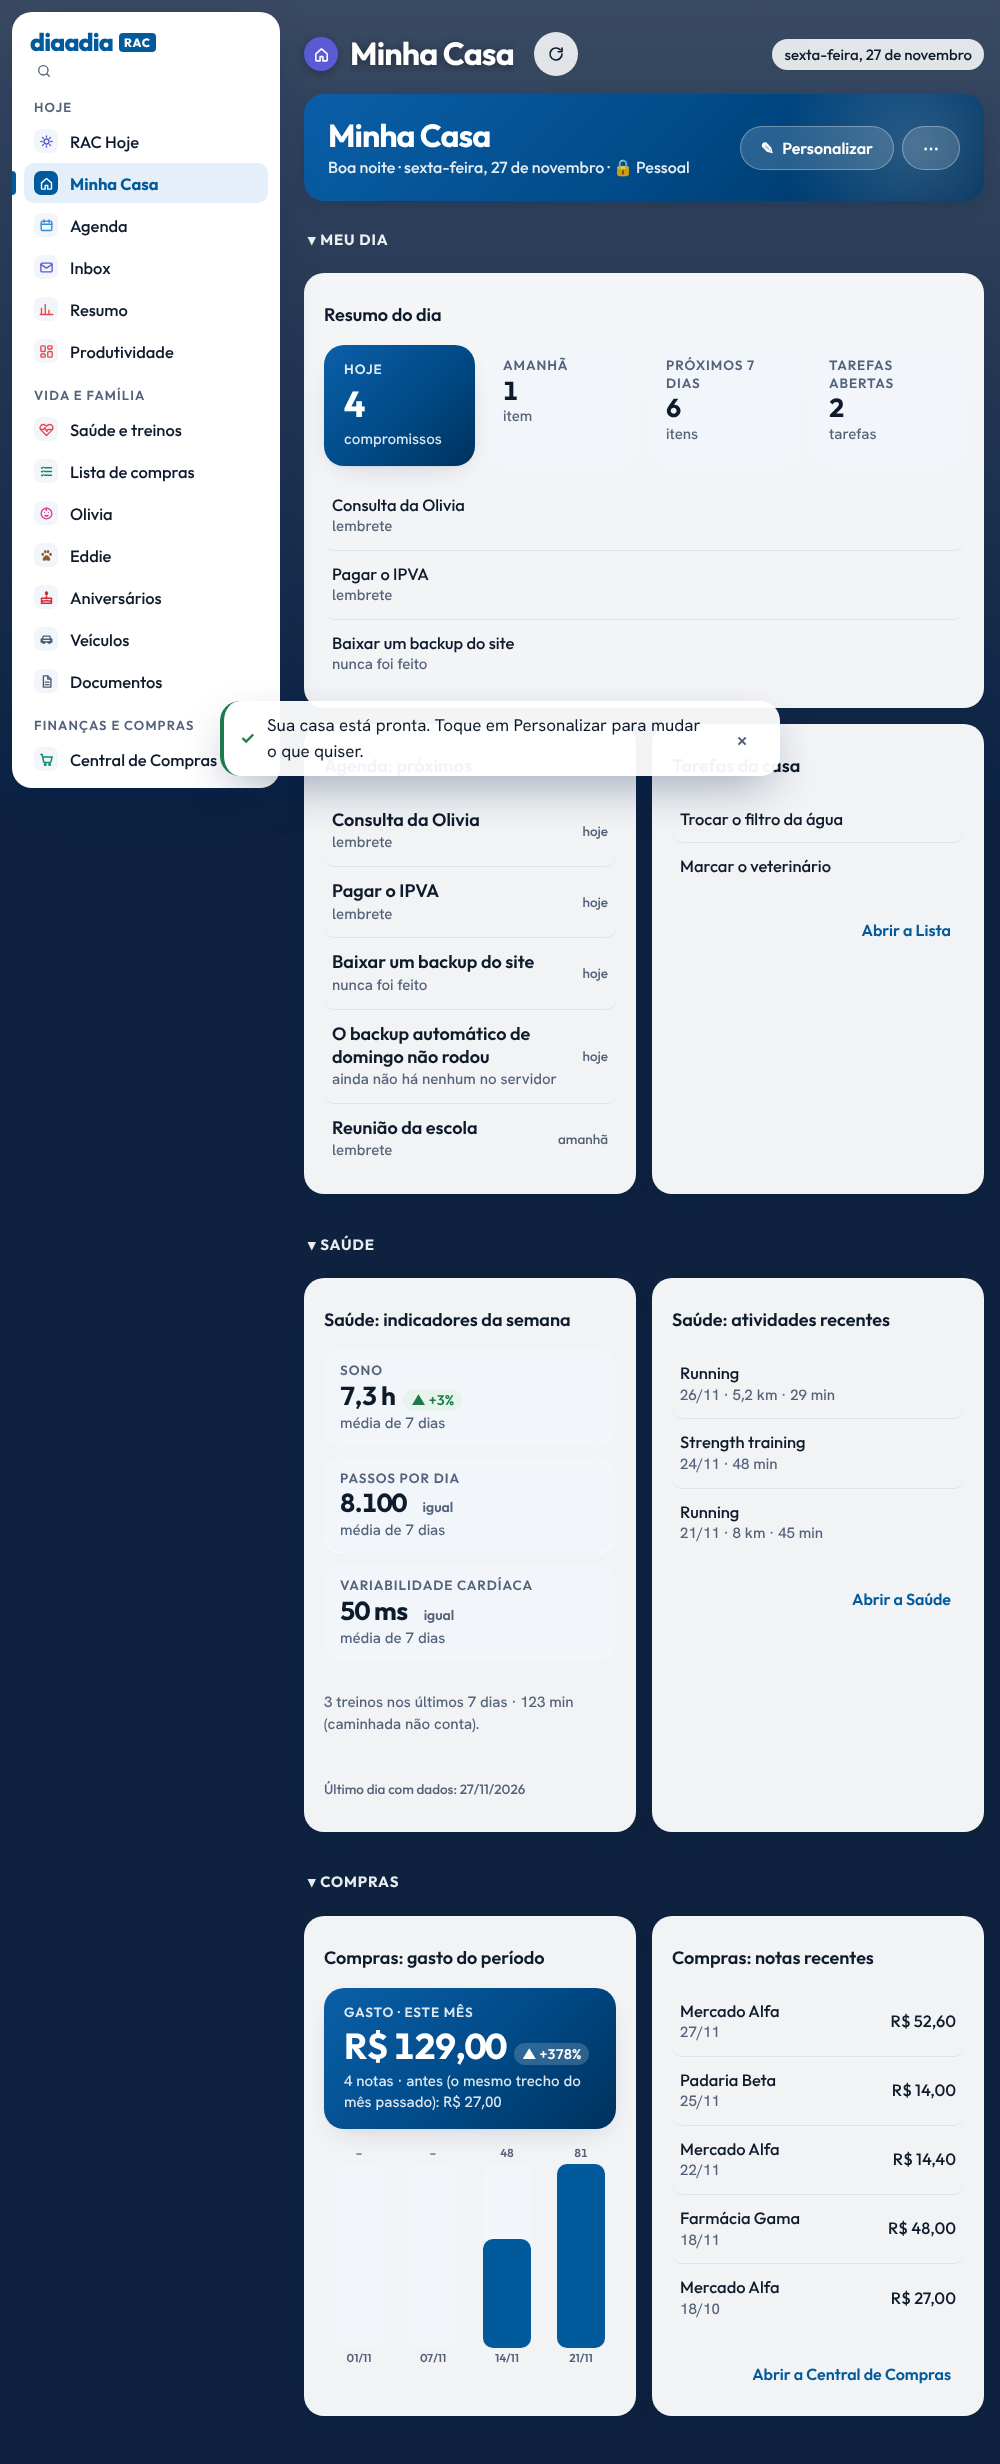 diaadia RAC
HOJE
RAC Hoje
Minha Casa
Agenda
Inbox
Resumo
Produtividade
VIDA E FAMÍLIA
Saúde e treinos
Lista de compras
Olivia
Eddie
Aniversários
Veículos
Documentos
FINANÇAS E COMPRAS
Central de Compras
Minha Casa
sexta-feira, 27 de novembro
Minha Casa
Boa noite · sexta-feira, 27 de novembro · 🔒 Pessoal
✎ Personalizar
⋯
▾ MEU DIA
Resumo do dia
HOJE
4
compromissos
AMANHÃ
1
item
PRÓXIMOS 7
DIAS
6
itens
TAREFAS
ABERTAS
2
tarefas
Consulta da Olivia
lembrete
Pagar o IPVA
lembrete
Baixar um backup do site
nunca foi feito
Sua casa está pronta. Toque em Personalizar para mudar
o que quiser.
×
Agenda: próximos
Consulta da Olivia
lembrete
hoje
Pagar o IPVA
lembrete
hoje
Baixar um backup do site
nunca foi feito
hoje
O backup automático de
domingo não rodou
ainda não há nenhum no servidor
hoje
Reunião da escola
lembrete
amanhã
Tarefas da casa
Trocar o filtro da água
Marcar o veterinário
Abrir a Lista
▾ SAÚDE
Saúde: indicadores da semana
SONO
7,3 h ▲ +3%
média de 7 dias
PASSOS POR DIA
8.100 igual
média de 7 dias
VARIABILIDADE CARDÍACA
50 ms igual
média de 7 dias
3 treinos nos últimos 7 dias · 123 min
(caminhada não conta).
Último dia com dados: 27/11/2026
Saúde: atividades recentes
Running
26/11 · 5,2 km · 29 min
Strength training
24/11 · 48 min
Running
21/11 · 8 km · 45 min
Abrir a Saúde
▾ COMPRAS
Compras: gasto do período
GASTO · ESTE MÊS
R$ 129,00 ▲ +378%
4 notas · antes (o mesmo trecho do
mês passado): R$ 27,00
– – 48 81
01/11 07/11 14/11 21/11
Compras: notas recentes
Mercado Alfa
27/11
R$ 52,60
Padaria Beta
25/11
R$ 14,00
Mercado Alfa
22/11
R$ 14,40
Farmácia Gama
18/11
R$ 48,00
Mercado Alfa
18/10
R$ 27,00
Abrir a Central de Compras